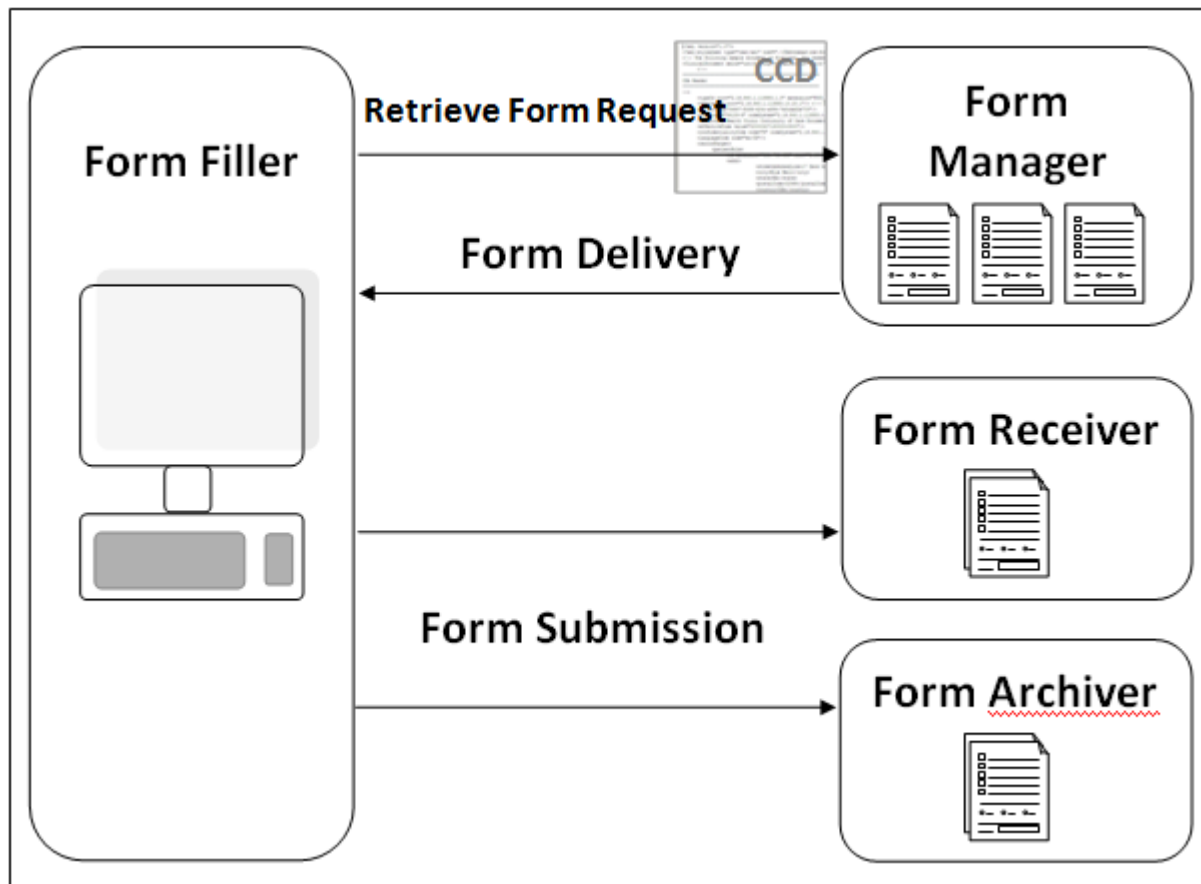 CCD
Retrieve Form Request
Form Filler
Form
Manager
Form Delivery
Form Receiver
Form Submission
Form Archiver